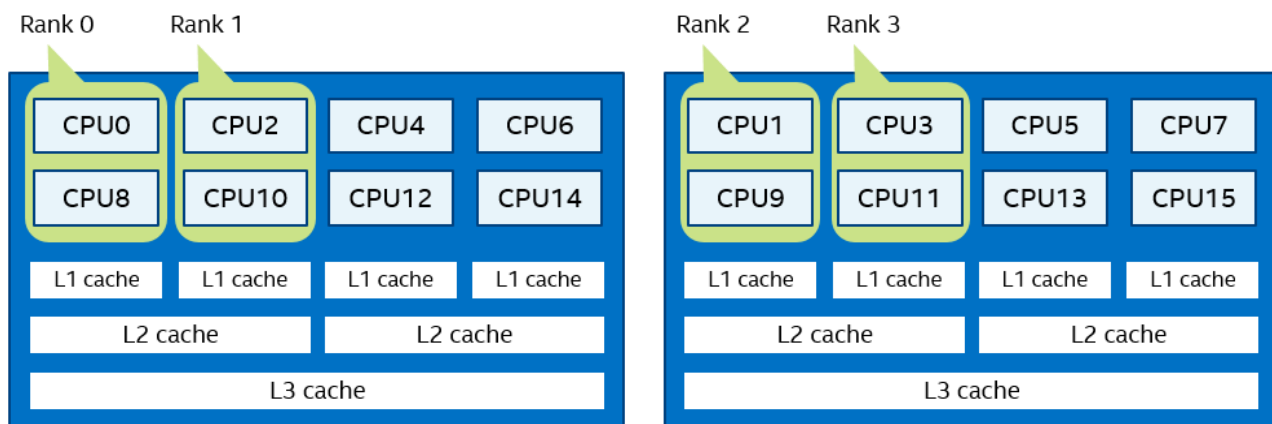 Rank 0 Rank 1 Rank 2 Rank 3
CPU0 CPU2 CPU4 CPU6 CPU1 CPU3 CPU5 CPU7
CPU8 CPU10 CPU12 CPU14 CPU9 CPU11 CPU13 CPU15
L1 cache L1 cache L1 cache L1 cache L1 cache L1 cache L1 cache L1 cache
L2 cache L2 cache L2 cache L2 cache
L3 cache L3 cache